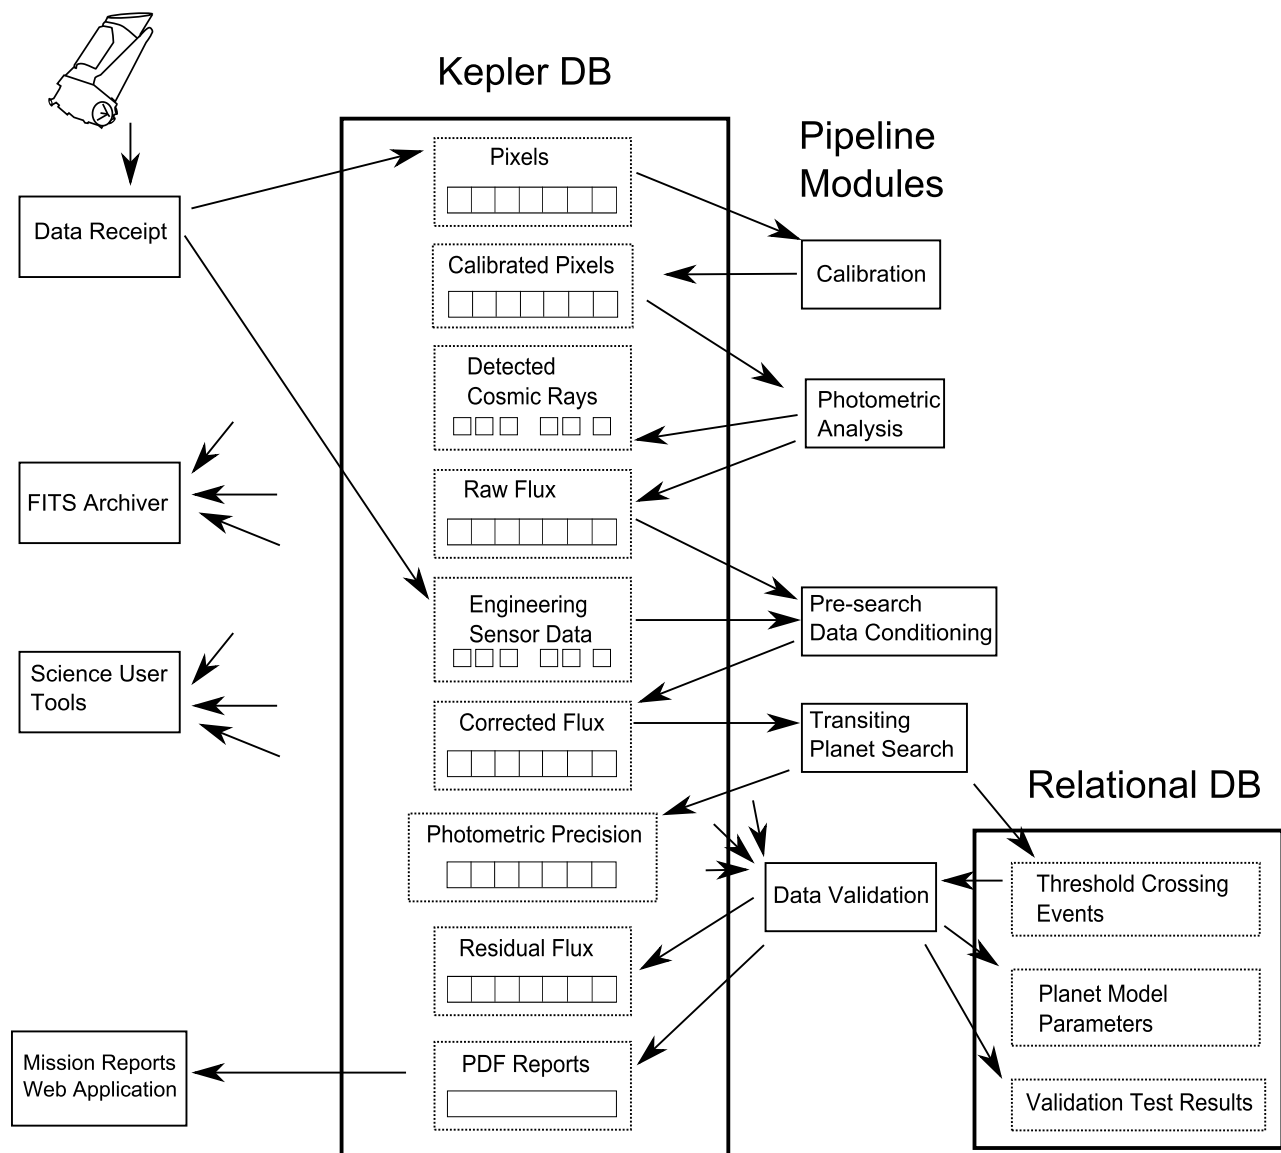 Kepler DB
Pipeline
Modules
Data Receipt
Pixels
Calibration
Calibrated Pixels
Detected
Cosmic Rays
Photometric
Analysis
FITS Archiver
Raw Flux
Engineering
Sensor Data
Pre-search
Data Conditioning
Science User
Tools
Corrected Flux
Transiting
Planet Search
Relational DB
Photometric Precision
Data Validation
Threshold Crossing
Events
Residual Flux
Planet Model
Parameters
Mission Reports
Web Application
PDF Reports
Validation Test Results